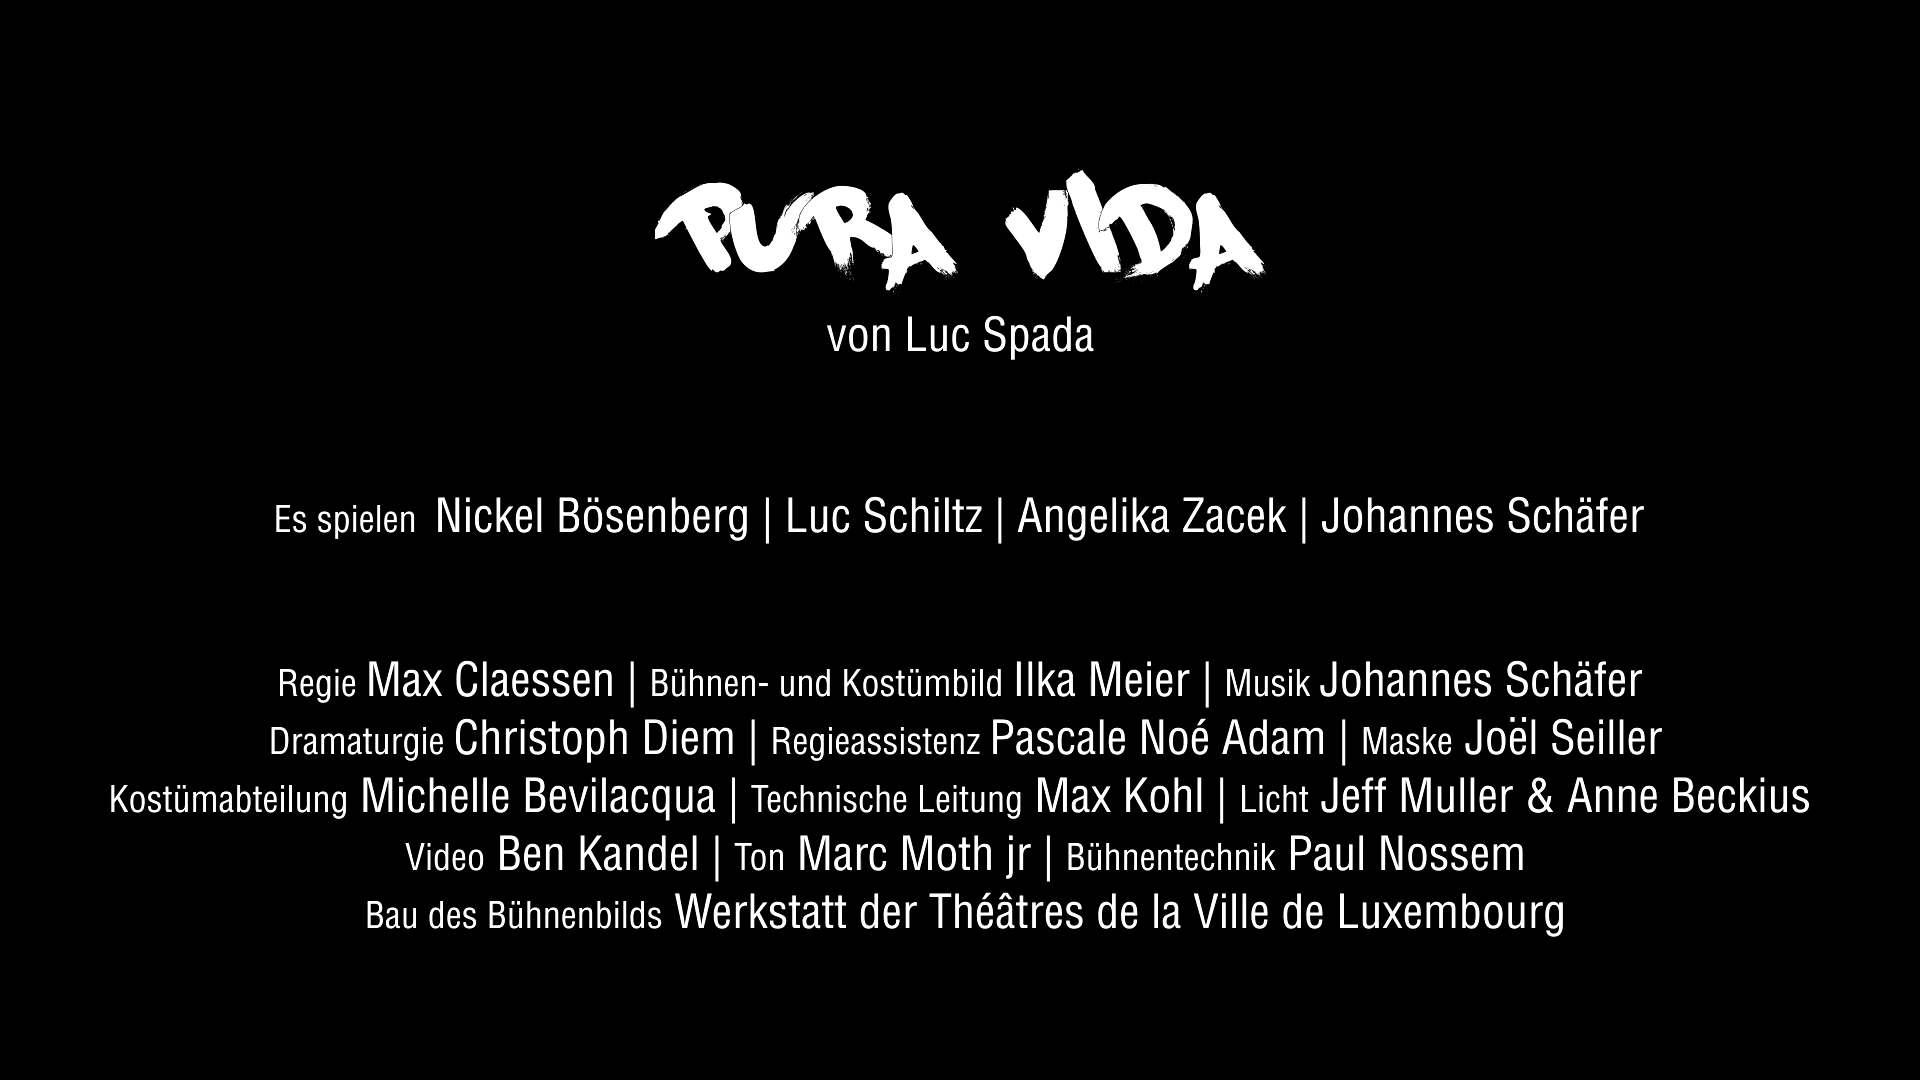 PURA VIDA
von Luc Spada
Es spielen Nickel Bösenberg | Luc Schiltz | Angelika Zacek | Johannes Schäfer
Regie Max Claessen | Bühnen- und Kostümbild Ilka Meier | Musik Johannes Schäfer
Dramaturgie Christoph Diem | Regieassistenz Pascale Noé Adam | Maske Joël Seiller
Kostümabteilung Michelle Bevilacqua | Technische Leitung Max Kohl | Licht Jeff Muller & Anne Beckius
Video Ben Kandel | Ton Marc Moth jr | Bühnentechnik Paul Nossem
Bau des Bühnenbilds Werkstatt der Théâtres de la Ville de Luxembourg